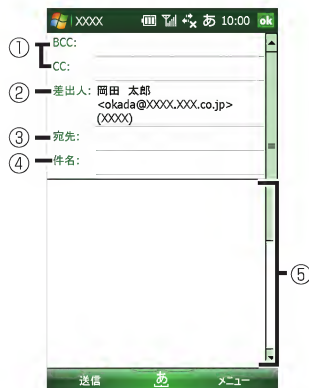 XXXX あ 10:00 ok
① BCC:
CC:
② 差出人: 岡田 太郎
<okada@XXXX.XXX.co.jp>
(XXXX)
③ 宛先:
④ 件名:
⑤
送信 あ メニュー